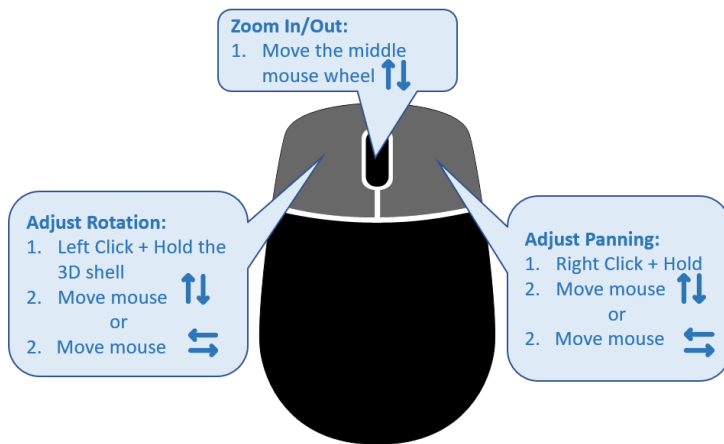 Zoom In/Out:
1. Move the middle
mouse wheel
Adjust Rotation:
1. Left Click + Hold the
3D shell
2. Move mouse
or
2. Move mouse
Adjust Panning:
1. Right Click + Hold
2. Move mouse
or
2. Move mouse